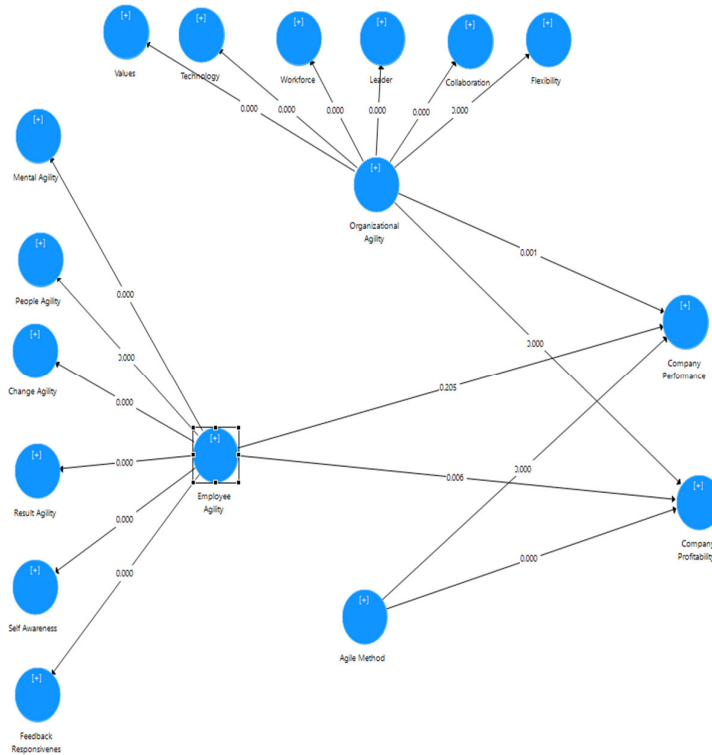 [+]
[+]
[+]
[+]
[+]
[+]
Values
Technology
Workforce
Leader
Collaboration
Flexibility
0.000
0.000
0.000
0.000
0.000
0.000
[+]
Mental Agility
[+]
Organizational
Agility
[+]
People Agility
0.001
0.000
[+]
Company
Performance
[+]
Change Agility
0.000
0.000
0.205
0.000
[+]
Employee
Agility
[+]
Result Agility
0.000
0.006
0.000
[+]
Company
Profitability
0.000
0.000
0.000
[+]
Self Awareness
[+]
Agile Method
[+]
Feedback
Responsivenes